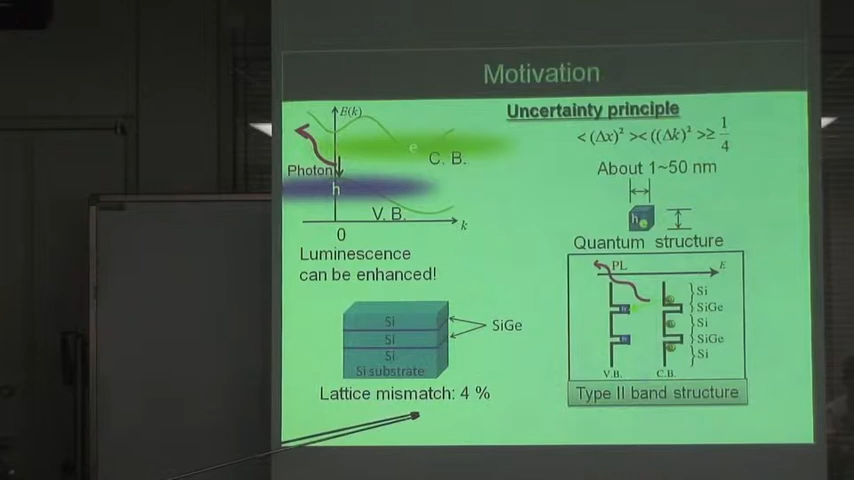 Motivation
E(k)
e
C. B.
Photon
h
V. B.
k
0
Luminescence
can be enhanced!
Si
Si
Si
Si substrate
SiGe
Lattice mismatch: 4 %
Uncertainty principle
<(Δx)²><((Δk)²>≥1/4
About 1~50 nm
h e
Quantum structure
PL
E
Si
SiGe
Si
SiGe
Si
V.B.
C.B.
Type II band structure